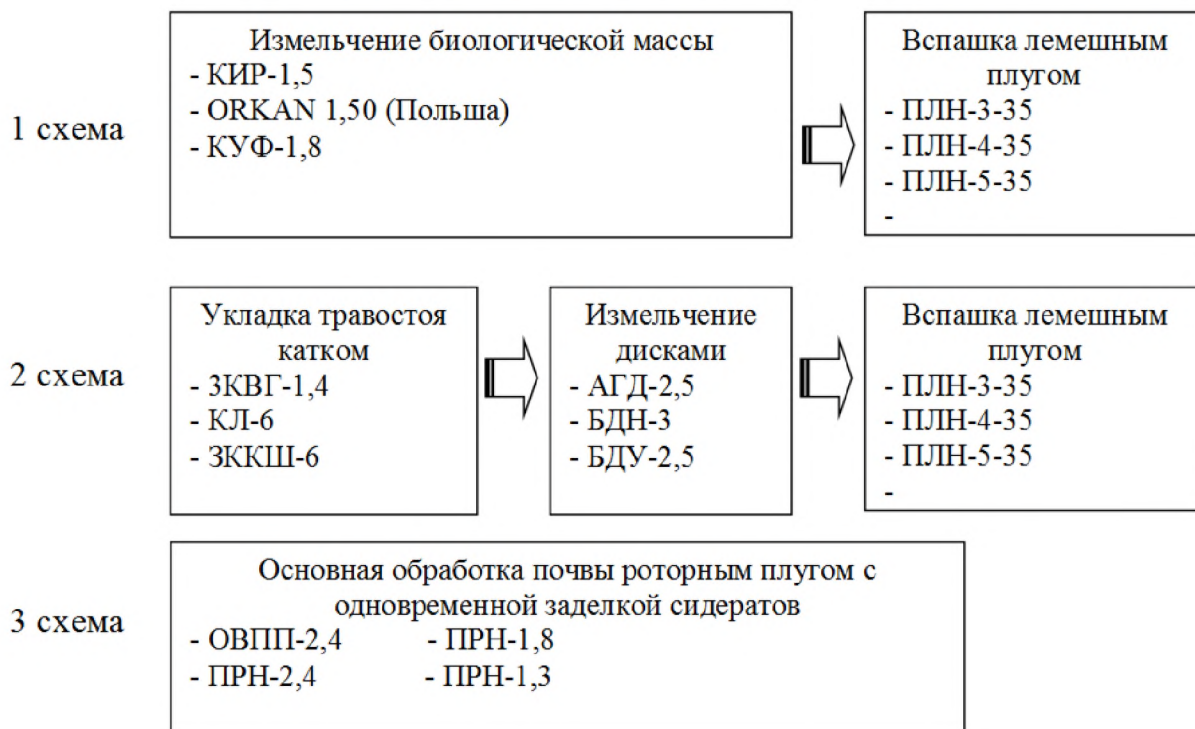 1 схема
Измельчение биологической массы
- КИР-1,5
- ORKAN 1,50 (Польша)
- КУФ-1,8
Вспашка лемешным
плугом
- ПЛН-3-35
- ПЛН-4-35
- ПЛН-5-35
-
2 схема
Укладка травостоя
катком
- ЗКВГ-1,4
- КЛ-6
- ЗККШ-6
Измельчение
дисками
- АГД-2,5
- БДН-3
- БДУ-2,5
Вспашка лемешным
плугом
- ПЛН-3-35
- ПЛН-4-35
- ПЛН-5-35
-
3 схема
Основная обработка почвы роторным плугом с
одновременной заделкой сидератов
- ОВПП-2,4 - ПРН-1,8
- ПРН-2,4 - ПРН-1,3